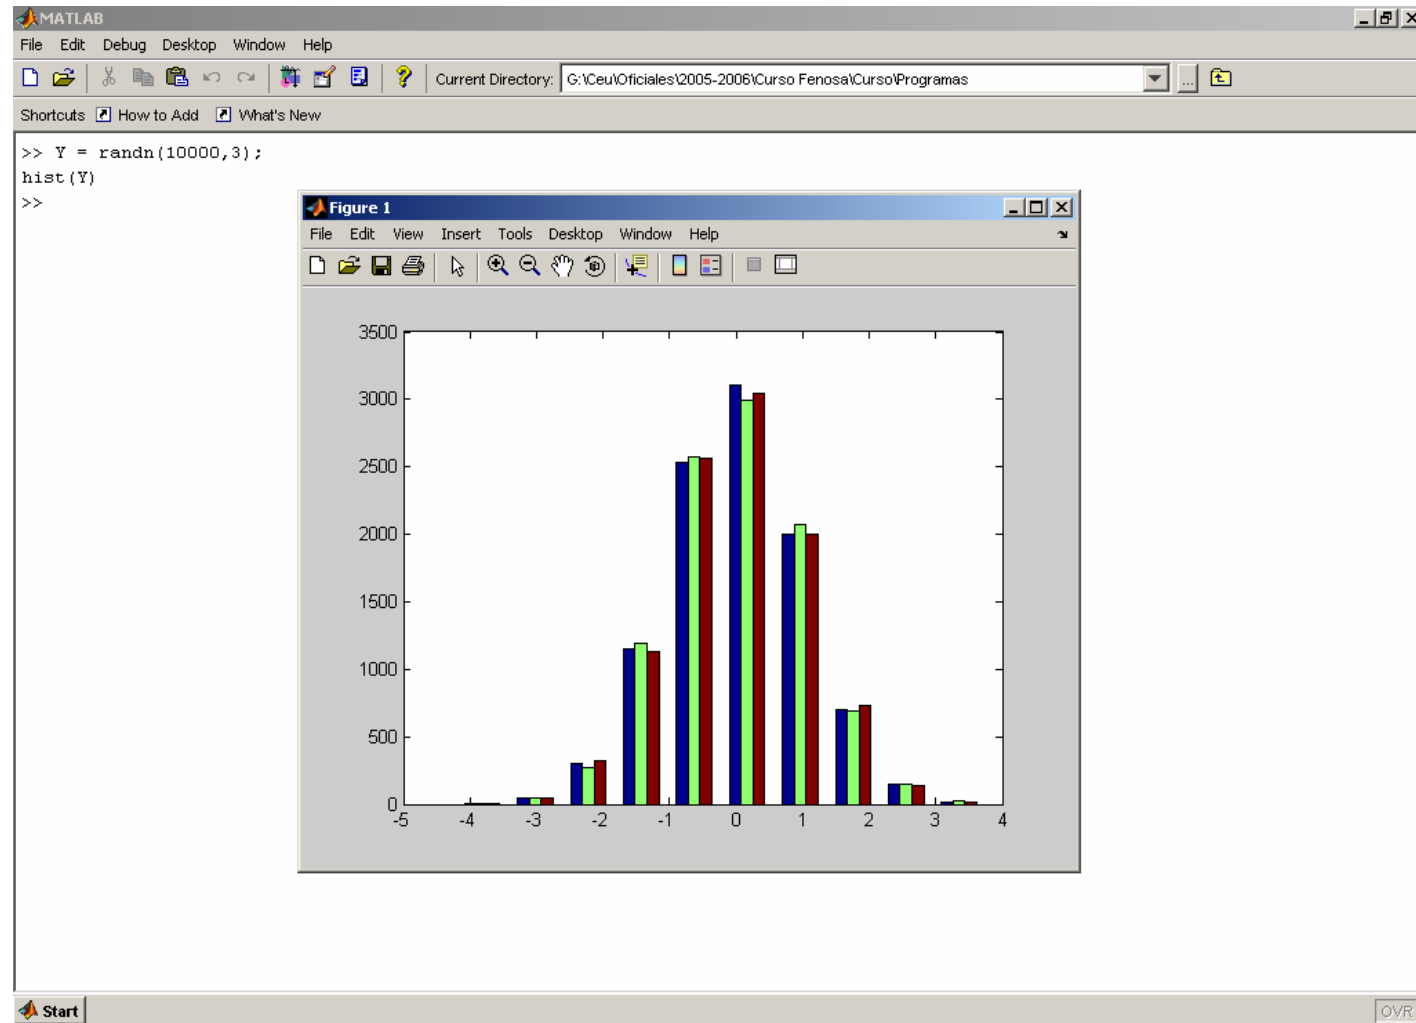 MATLAB
File Edit Debug Desktop Window Help
Current Directory: G:\Ceu\Oficiales\2005-2006\Curso Fenosa\Curso\Programas
...
Shortcuts How to Add What's New
>> Y = randn(10000,3);
hist(Y)
>>
Figure 1
File Edit View Insert Tools Desktop Window Help
3500
3000
2500
2000
1500
1000
500
0
-5 -4 -3 -2 -1 0 1 2 3 4
Start
OVR